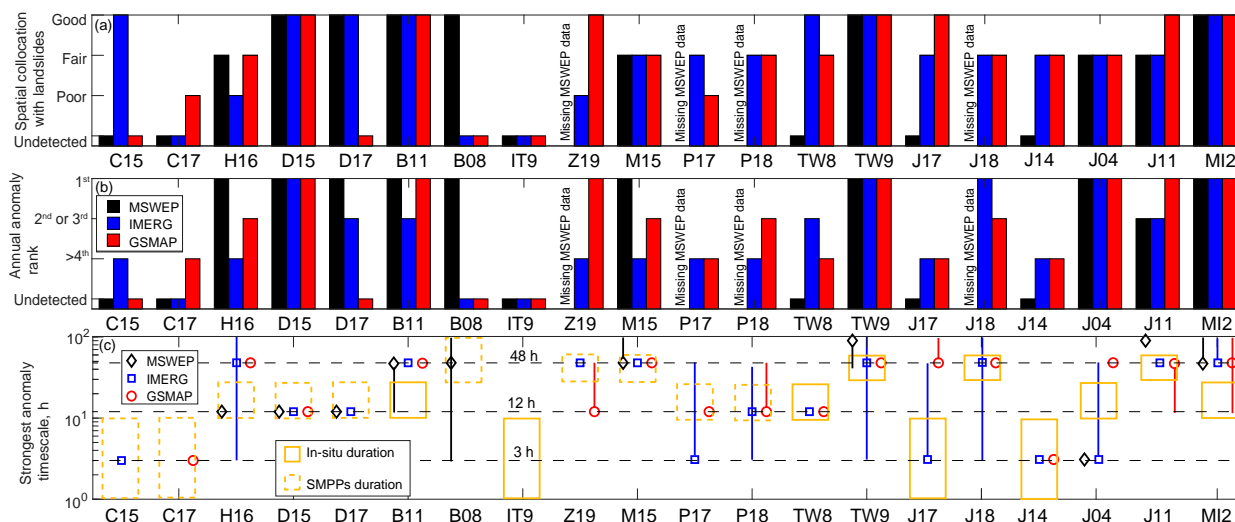 (a)
Spatial collocation
with landslides
Good
Fair
Poor
Undetected
Missing MSWEP data
Missing MSWEP data
Missing MSWEP data
Missing MSWEP data
C15 C17 H16 D15 D17 B11 B08 IT9 Z19 M15 P17 P18 TW8 TW9 J17 J18 J14 J04 J11 MI2
(b)
Annual anomaly
rank
1st
2nd or 3rd
>4th
Undetected
MSWEP
IMERG
GSMAP
Missing MSWEP data
Missing MSWEP data
Missing MSWEP data
Missing MSWEP data
C15 C17 H16 D15 D17 B11 B08 IT9 Z19 M15 P17 P18 TW8 TW9 J17 J18 J14 J04 J11 MI2
(c)
Strongest anomaly
timescale, h
10²
10¹
10⁰
MSWEP
IMERG
GSMAP
48 h
12 h
3 h
In-situ duration
SMPPs duration
C15 C17 H16 D15 D17 B11 B08 IT9 Z19 M15 P17 P18 TW8 TW9 J17 J18 J14 J04 J11 MI2